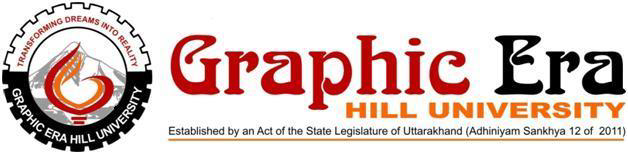 TRANSFORMING DREAMS INTO REALITY
GRAPHIC ERA HILL UNIVERSITY
Graphic Era
HILL UNIVERSITY
Established by an Act of the State Legislature of Uttarakhand (Adhiniyam Sankhya 12 of 2011)